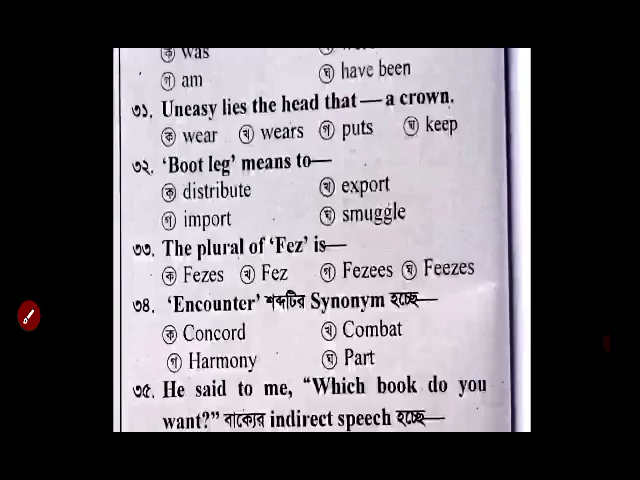 ক was
গ am ঘ have been
৩১. Uneasy lies the head that — a crown.
ক wear খ wears গ puts ঘ keep
৩২. ‘Boot leg’ means to—
ক distribute খ export
গ import ঘ smuggle
৩৩. The plural of ‘Fez’ is—
ক Fezes খ Fez গ Fezees ঘ Feezes
৩৪. ‘Encounter’ শব্দটির Synonym হচ্ছে—
ক Concord খ Combat
গ Harmony ঘ Part
৩৫. He said to me, “Which book do you
want?” বাক্যের indirect speech হচ্ছে—